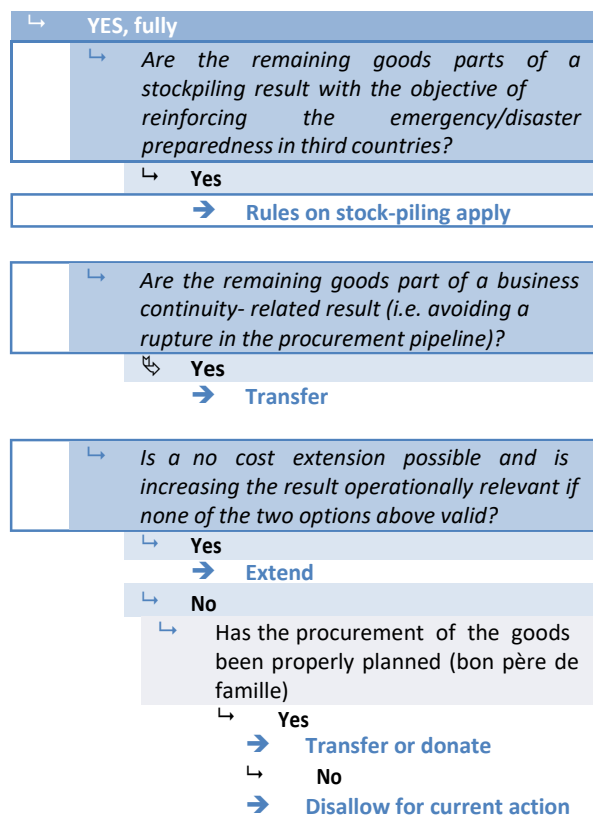 ↳ YES, fully
↳ Are the remaining goods parts of a
stockpiling result with the objective of
reinforcing the emergency/disaster
preparedness in third countries?
↳ Yes
➔ Rules on stock-piling apply
↳ Are the remaining goods part of a business
continuity- related result (i.e. avoiding a
rupture in the procurement pipeline)?
⮱ Yes
➔ Transfer
↳ Is a no cost extension possible and is
increasing the result operationally relevant if
none of the two options above valid?
↳ Yes
➔ Extend
↳ No
↳ Has the procurement of the goods
been properly planned (bon père de
famille)
↳ Yes
➔ Transfer or donate
↳ No
➔ Disallow for current action